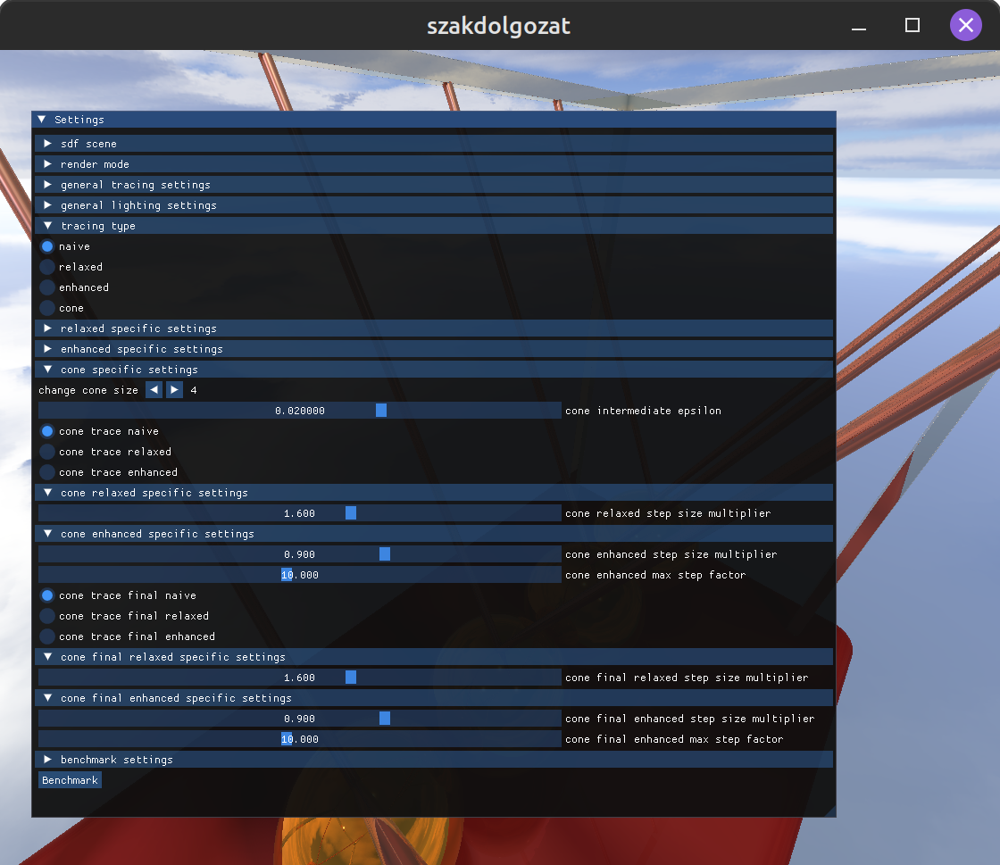 szakdolgozat
Settings
sdf scene
render mode
general tracing settings
general lighting settings
tracing type
naive
relaxed
enhanced
cone
relaxed specific settings
enhanced specific settings
cone specific settings
change cone size 4
0.020000 cone intermediate epsilon
cone trace naive
cone trace relaxed
cone trace enhanced
cone relaxed specific settings
1.600 cone relaxed step size multiplier
cone enhanced specific settings
0.900 cone enhanced step size multiplier
10.000 cone enhanced max step factor
cone trace final naive
cone trace final relaxed
cone trace final enhanced
cone final relaxed specific settings
1.600 cone final relaxed step size multiplier
cone final enhanced specific settings
0.900 cone final enhanced step size multiplier
10.000 cone final enhanced max step factor
benchmark settings
Benchmark